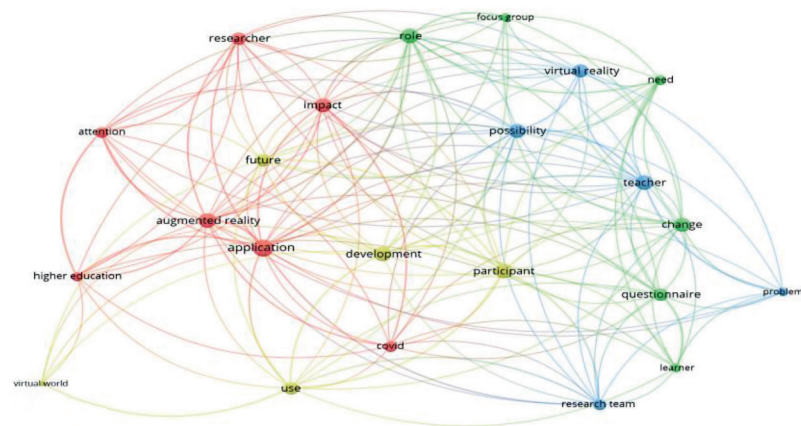 focus group
role
researcher
virtual reality
need
impact
possibility
attention
future
teacher
augmented reality
change
application
development
participant
higher education
questionnaire
problem
covid
learner
virtual world
use
research team